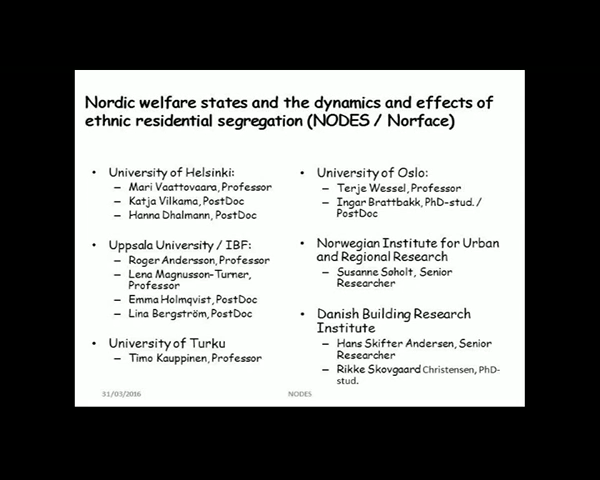 Nordic welfare states and the dynamics and effects of
ethnic residential segregation (NODES / Norface)
• University of Helsinki:
– Mari Vaattovaara, Professor
– Katja Vilkama, PostDoc
– Hanna Dhalmann, PostDoc
• Uppsala University / IBF:
– Roger Andersson, Professor
– Lena Magnusson-Turner,
Professor
– Emma Holmqvist, PostDoc
– Lina Bergström, PostDoc
• University of Turku
– Timo Kauppinen, Professor
• University of Oslo:
– Terje Wessel, Professor
– Ingar Brattbakk, PhD-stud. /
PostDoc
• Norwegian Institute for Urban
and Regional Research
– Susanne Søholt, Senior
Researcher
• Danish Building Research
Institute
– Hans Skifter Andersen, Senior
Researcher
– Rikke Skovgaard Christensen, PhD-
stud.
31/03/2016
NODES